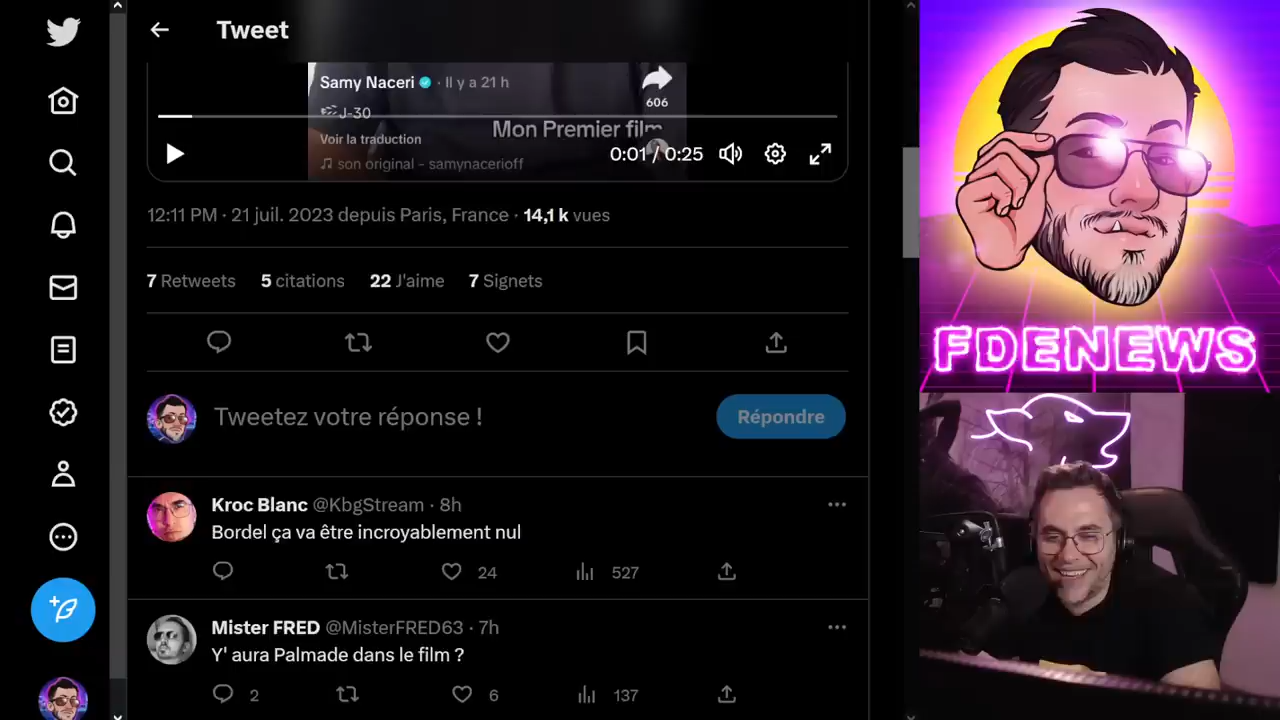 Tweet
Samy Naceri · Il y a 21 h
606
J-30
Mon Premier film
Voir la traduction
0:01 / 0:25
son original - samynacerioff
12:11 PM · 21 juil. 2023 depuis Paris, France · 14,1 k vues
7 Retweets 5 citations 22 J'aime 7 Signets
Tweetez votre réponse !
Répondre
Kroc Blanc @KbgStream · 8h
Bordel ça va être incroyablement nul
24 527
Mister FRED @MisterFRED63 · 7h
Y' aura Palmade dans le film ?
2 6 137
FDENEWS